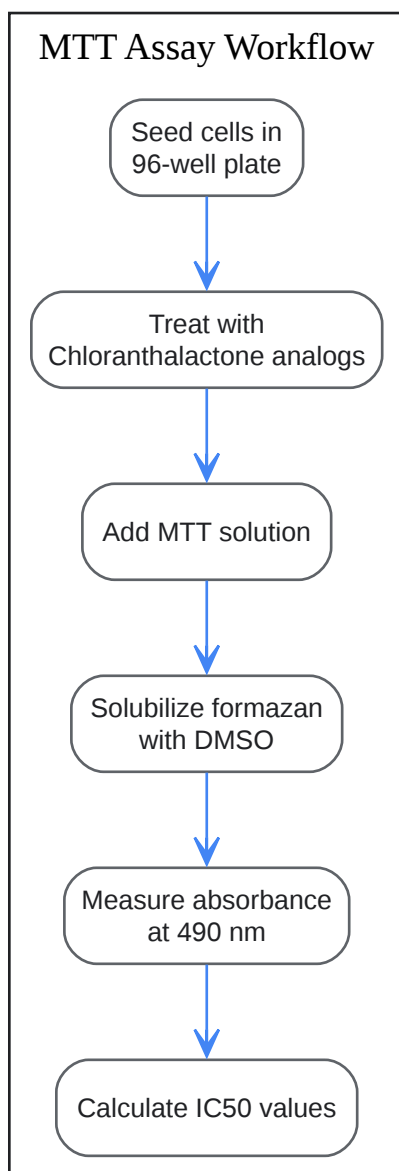 MTT Assay Workflow
Seed cells in
96-well plate
Treat with
Chloranthalactone analogs
Add MTT solution
Solubilize formazan
with DMSO
Measure absorbance
at 490 nm
Calculate IC50 values